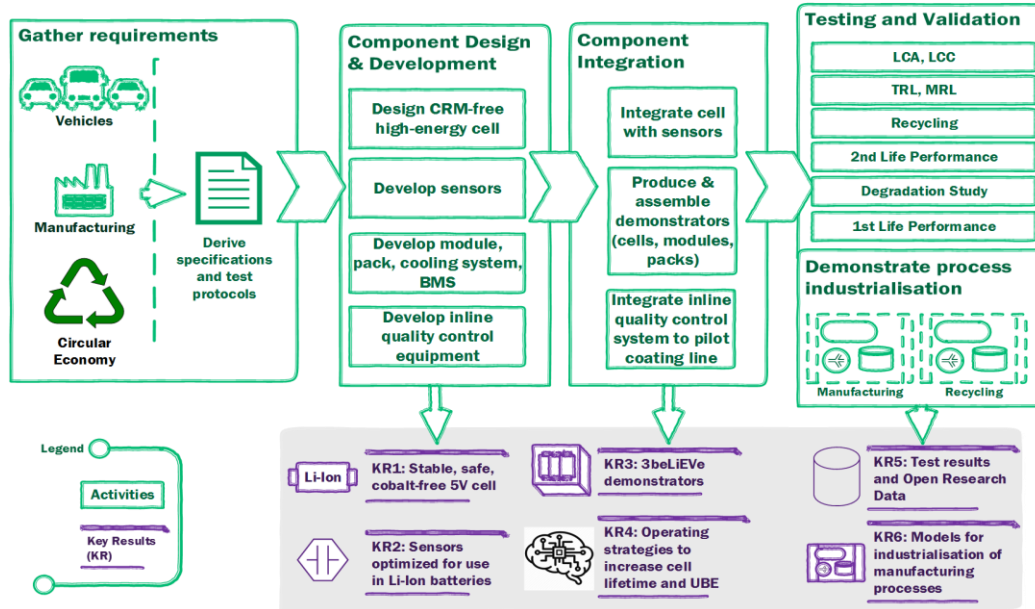 Gather requirements
Vehicles
Manufacturing
Circular
Economy
Derive
specifications
and test
protocols
Component Design
& Development
Design CRM-free
high-energy cell
Develop sensors
Develop module,
pack, cooling system,
BMS
Develop inline
quality control
equipment
Component
Integration
Integrate cell
with sensors
Produce &
assemble
demonstrators
(cells, modules,
packs)
Integrate inline
quality control
system to pilot
coating line
Testing and Validation
LCA, LCC
TRL, MRL
Recycling
2nd Life Performance
Degradation Study
1st Life Performance
Demonstrate process
industrialisation
Manufacturing
Recycling
Legend
Activities
Key Results
(KR)
Li-Ion
KR1: Stable, safe,
cobalt-free 5V cell
KR2: Sensors
optimized for use
in Li-Ion batteries
KR3: 3beLiEVe
demonstrators
KR4: Operating
strategies to
increase cell
lifetime and UBE
KR5: Test results
and Open Research
Data
KR6: Models for
industrialisation of
manufacturing
processes